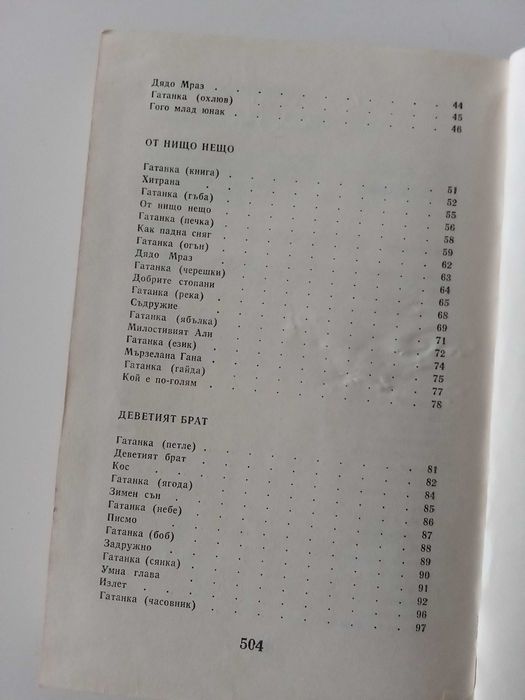 Дядо Мраз . . . . . . . . . 44
Гатанка (охлюв) . . . . . . . . 45
Гого млад юнак . . . . . . . . 46
ОТ НИЩО НЕЩО
Гатанка (книга) . . . . . . . . 51
Хитрана . . . . . . . . . 52
Гатанка (гъба) . . . . . . . . 55
От нищо нещо . . . . . . . . 56
Гатанка (печка) . . . . . . . . 58
Как падна сняг . . . . . . . . 59
Гатанка (огън) . . . . . . . . 62
Дядо Мраз . . . . . . . . . 63
Гатанка (черешки) . . . . . . . . 64
Добрите стопани . . . . . . . . 65
Гатанка (река) . . . . . . . . 68
Съдружие . . . . . . . . . 69
Гатанка (ябълка) . . . . . . . . 71
Милостивият Али . . . . . . . . 72
Гатанка (език) . . . . . . . . 74
Мързелана Гана . . . . . . . . 75
Гатанка (гайда) . . . . . . . . 77
Кой е по-голям . . . . . . . . 78
ДЕВЕТИЯТ БРАТ
Гатанка (петле) . . . . . . . . 81
Деветият брат . . . . . . . . 82
Кос . . . . . . . . . . 84
Гатанка (ягода) . . . . . . . . 85
Зимен сън . . . . . . . . . 86
Гатанка (небе) . . . . . . . . 87
Писмо . . . . . . . . . 88
Гатанка (боб) . . . . . . . . 89
Задружно . . . . . . . . . 90
Гатанка (сянка) . . . . . . . . 91
Умна глава . . . . . . . . 92
Излет . . . . . . . . . 96
Гатанка (часовник) . . . . . . . 97
504